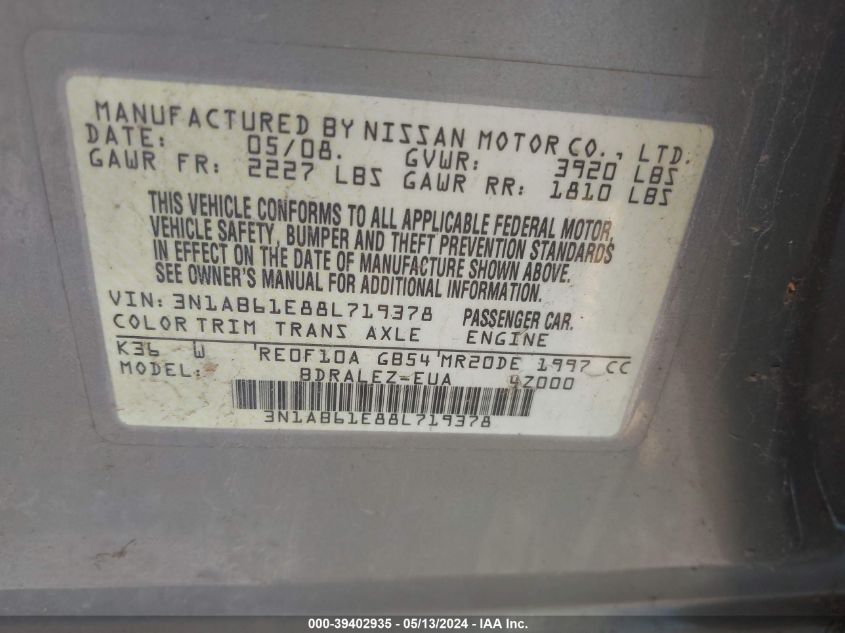 MANUFACTURED BY NISSAN MOTOR CO., LTD.
DATE: 05/08. GVWR: 3920 LBS
GAWR FR: 2227 LBS GAWR RR: 1810 LBS
THIS VEHICLE CONFORMS TO ALL APPLICABLE FEDERAL MOTOR
VEHICLE SAFETY, BUMPER AND THEFT PREVENTION STANDARDS
IN EFFECT ON THE DATE OF MANUFACTURE SHOWN ABOVE.
SEE OWNER'S MANUAL FOR ADDITIONAL INFORMATION.
VIN: 3N1AB61E88L719378 PASSENGER CAR.
COLOR TRIM TRANS AXLE ENGINE
K36 W 'RE0F10A GB54 'MR20DE 1997 CC
MODEL: BDRALEZ-EUA 4Z000
3N1AB61E88L719378
000-39402935 - 05/13/2024 - IAA Inc.